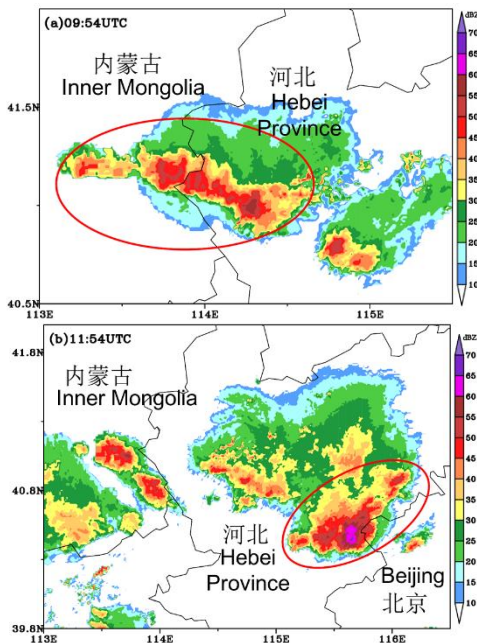 (a)09:54UTC
内蒙古
Inner Mongolia
河北
Hebei
Province
41.5N
40.5N
113E
114E
115E
dBZ
70
65
60
55
50
45
40
35
30
25
20
15
10
(b)11:54UTC
41.8N
内蒙古
Inner Mongolia
40.8N
河北
Hebei
Province
Beijing
北京
39.8N
113E
114E
115E
116E
dBZ
70
65
60
55
50
45
40
35
30
25
20
15
10